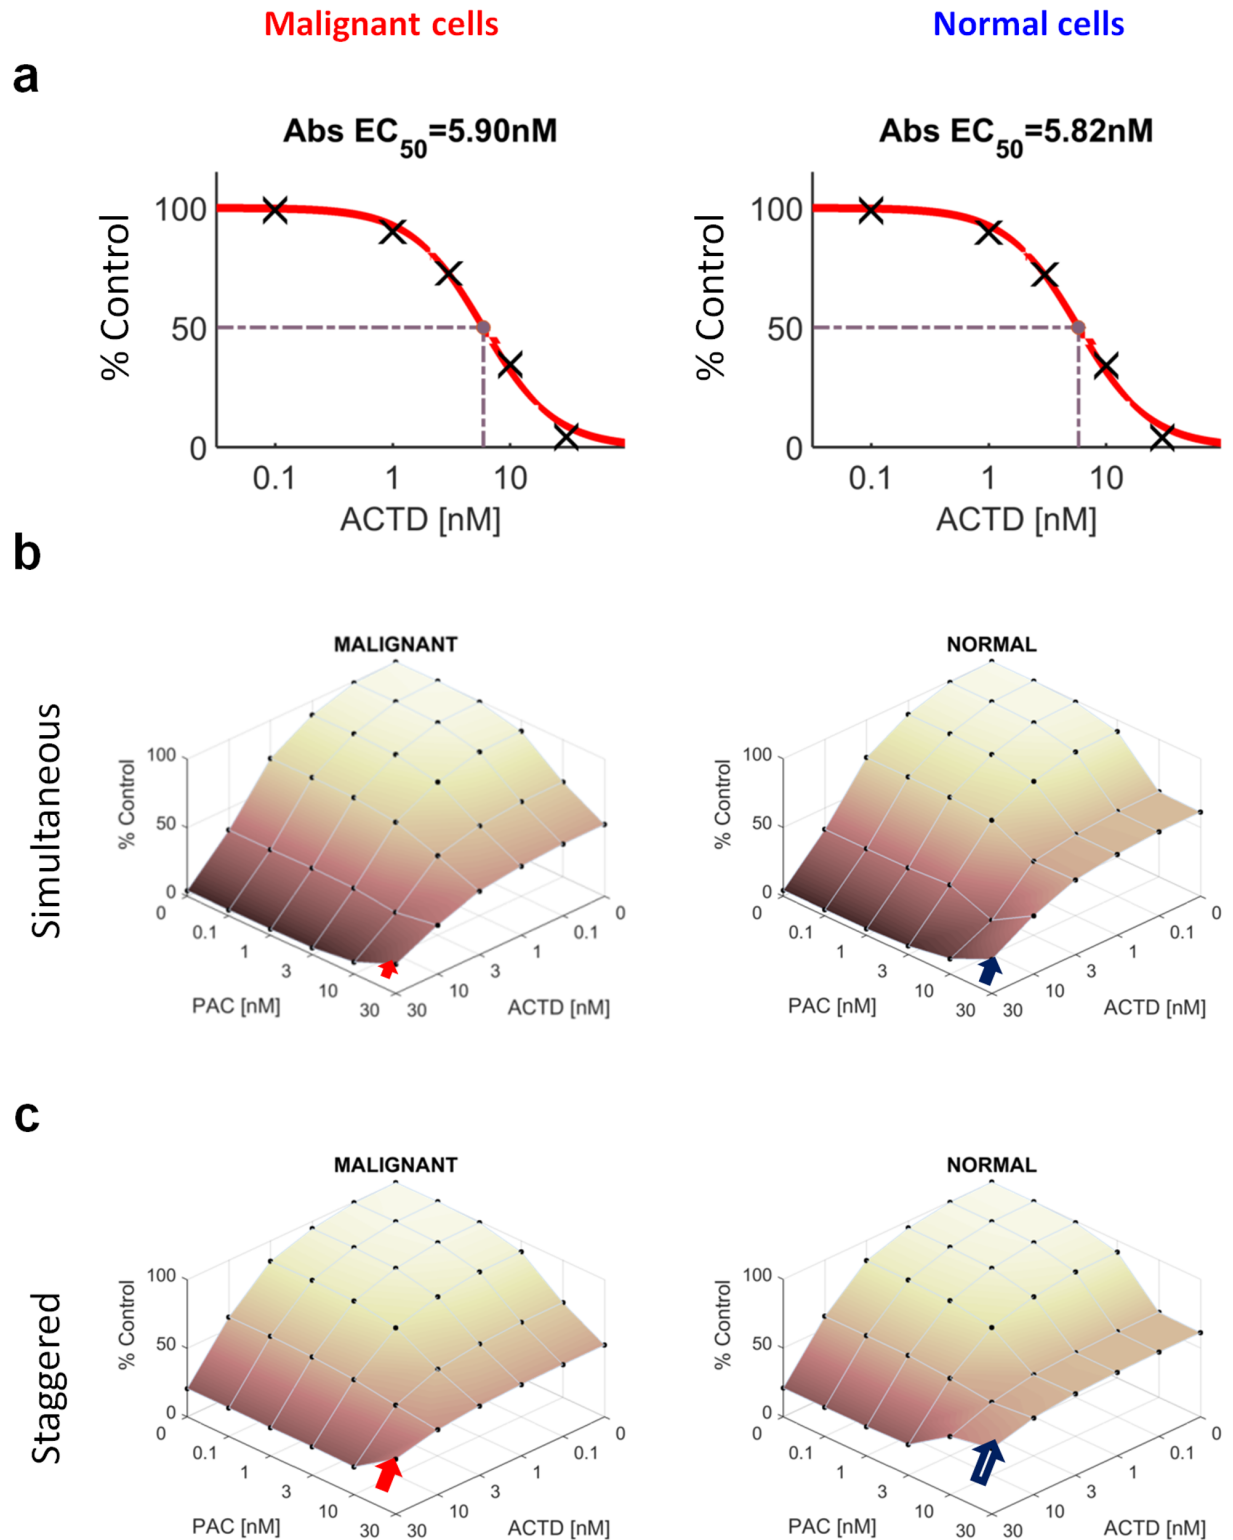 Malignant cells
Normal cells
a
Abs EC50=5.90nM
% Control
100
50
0
0.1 1 10
ACTD [nM]
Abs EC50=5.82nM
% Control
100
50
0
0.1 1 10
ACTD [nM]
b
Simultaneous
MALIGNANT
% Control
100
50
0
0 0.1 1 3 10 30
PAC [nM]
30 10 3 1 0.1 0
ACTD [nM]
NORMAL
% Control
100
50
0
0 0.1 1 3 10 30
PAC [nM]
30 10 3 1 0.1 0
ACTD [nM]
c
Staggered
MALIGNANT
% Control
100
50
0
0 0.1 1 3 10 30
PAC [nM]
30 10 3 1 0.1 0
ACTD [nM]
NORMAL
% Control
100
50
0
0 0.1 1 3 10 30
PAC [nM]
30 10 3 1 0.1 0
ACTD [nM]